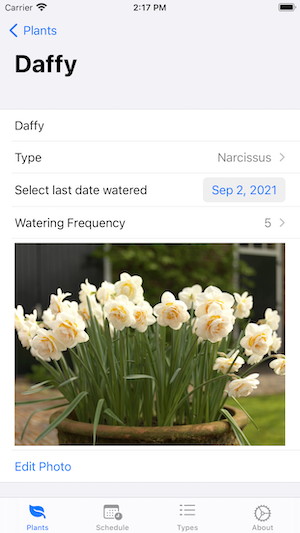 Carrier 2:17 PM
Plants
Daffy
Daffy
Type Narcissus
Select last date watered Sep 2, 2021
Watering Frequency 5
Edit Photo
Plants Schedule Types About